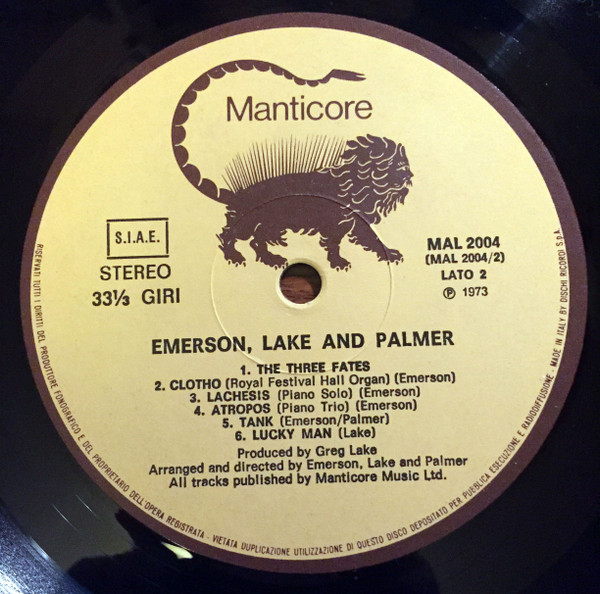 Manticore
S.I.A.E.
STEREO
33⅓ GIRI
MAL 2004
(MAL 2004/2)
LATO 2
℗ 1973
EMERSON, LAKE AND PALMER
1. THE THREE FATES
2. CLOTHO (Royal Festival Hall Organ) (Emerson)
3. LACHESIS (Piano Solo) (Emerson)
4. ATROPOS (Piano Trio) (Emerson)
5. TANK (Emerson/Palmer)
6. LUCKY MAN (Lake)
Produced by Greg Lake
Arranged and directed by Emerson, Lake and Palmer
All tracks published by Manticore Music Ltd.
RISERVATI TUTTI I DIRITTI DEL PRODUTTORE FONOGRAFICO E DEL PROPRIETARIO DELL'OPERA REGISTRATA - VIETATA DUPLICAZIONE UTILIZZAZIONE DI QUESTO DISCO DEPOSITATO PER PUEBLICA ESECUZIONE E RADIODIFFUSIONE - MADE IN ITALY BY DISCHI RICORDI S.p.A.